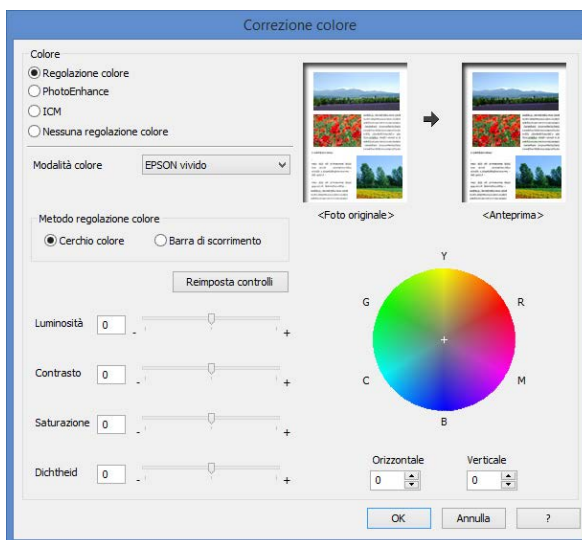 Correzione colore
Colore
Regolazione colore
PhotoEnhance
ICM
Nessuna regolazione colore
Modalità colore
EPSON vivido
<Foto originale>
<Anteprima>
Metodo regolazione colore
Cerchio colore
Barra di scorrimento
Reimposta controlli
Luminosità 0 - +
Contrasto 0 - +
Saturazione 0 - +
Dichtheid 0 - +
Y
G
R
C
M
B
Orizzontale
Verticale
0
0
OK
Annulla
?